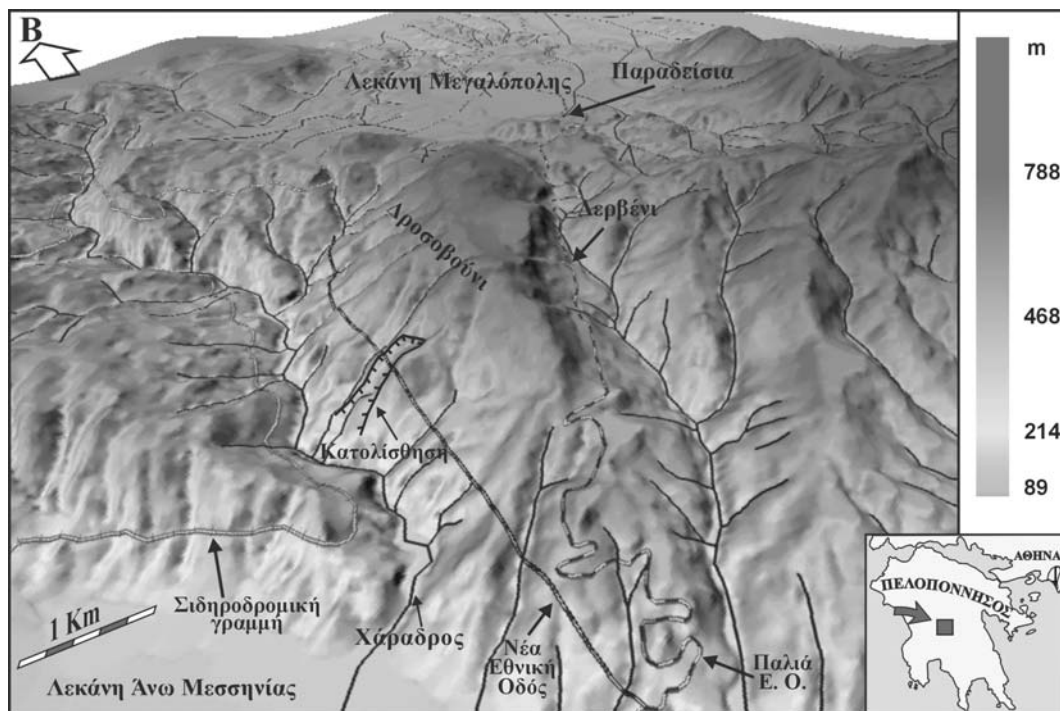 Β
Λεκάνη Μεγαλόπολης
Παραδείσια
Δροσοβούνι
Δερβένι
Κατολίσθηση
Σιδηροδρομική
γραμμή
1 Km
Χάραδρος
Νέα
Εθνική
Οδός
Παλιά
Ε. Ο.
Λεκάνη Άνω Μεσσηνίας
m
788
468
214
89
ΑΘΗΝΑ
ΠΕΛΟΠΟΝΝΗΣΟΣ